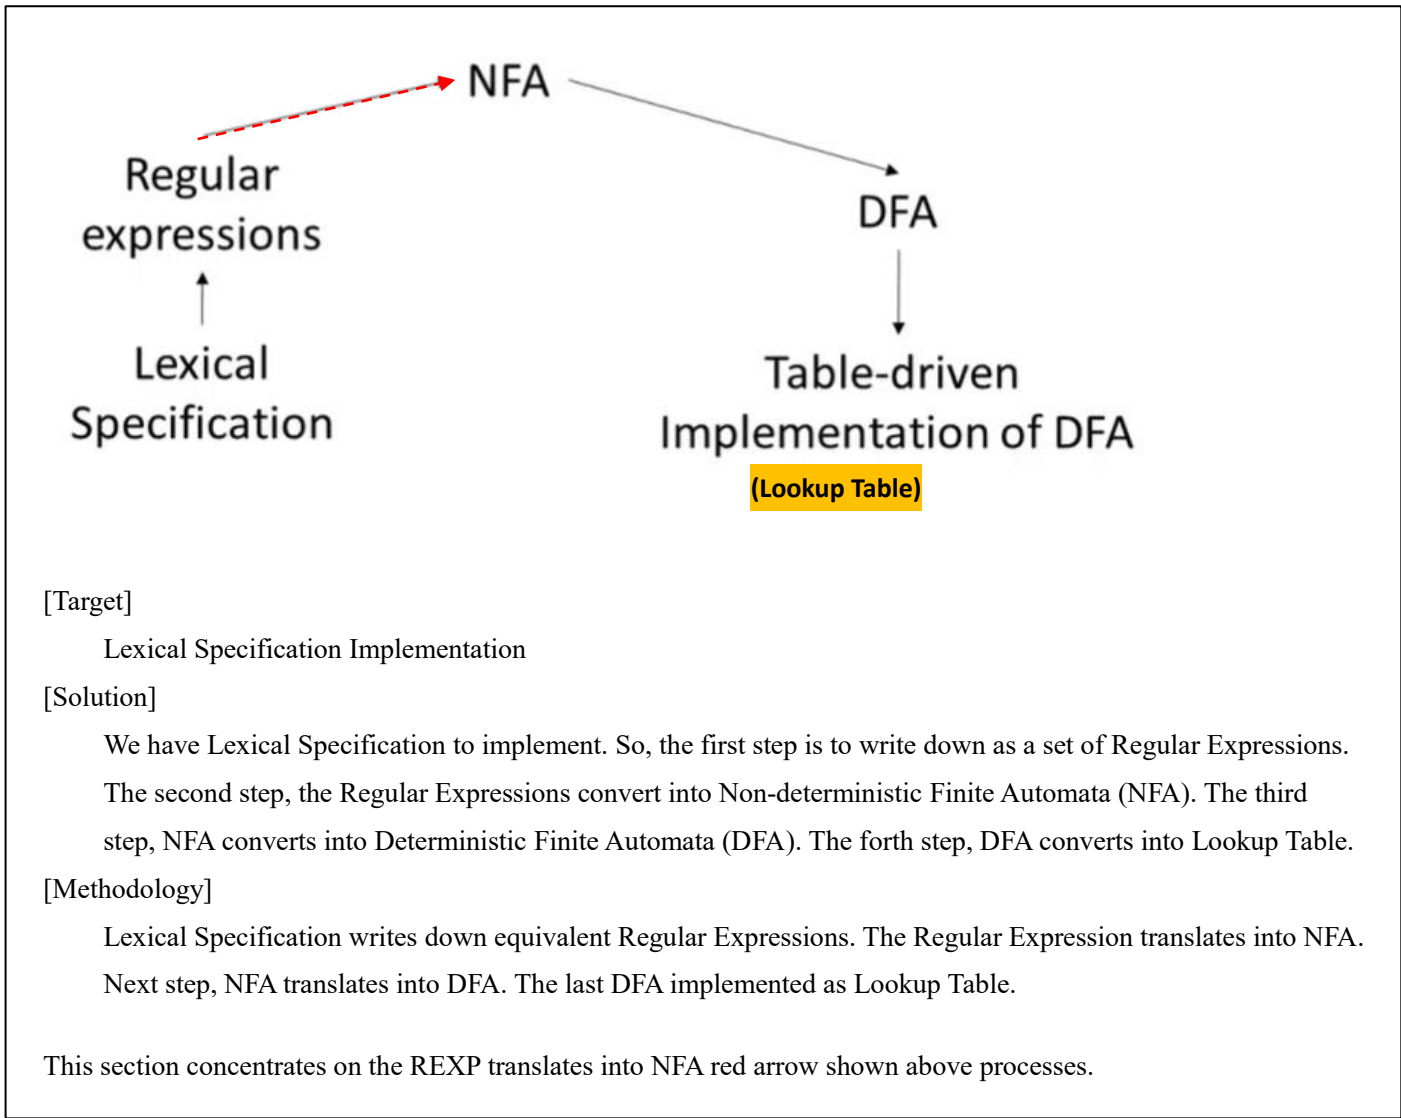 NFA
Regular
expressions
DFA
Lexical
Specification
Table-driven
Implementation of DFA
(Lookup Table)
[Target]
Lexical Specification Implementation
[Solution]
We have Lexical Specification to implement. So, the first step is to write down as a set of Regular Expressions.
The second step, the Regular Expressions convert into Non-deterministic Finite Automata (NFA). The third
step, NFA converts into Deterministic Finite Automata (DFA). The forth step, DFA converts into Lookup Table.
[Methodology]
Lexical Specification writes down equivalent Regular Expressions. The Regular Expression translates into NFA.
Next step, NFA translates into DFA. The last DFA implemented as Lookup Table.
This section concentrates on the REXP translates into NFA red arrow shown above processes.